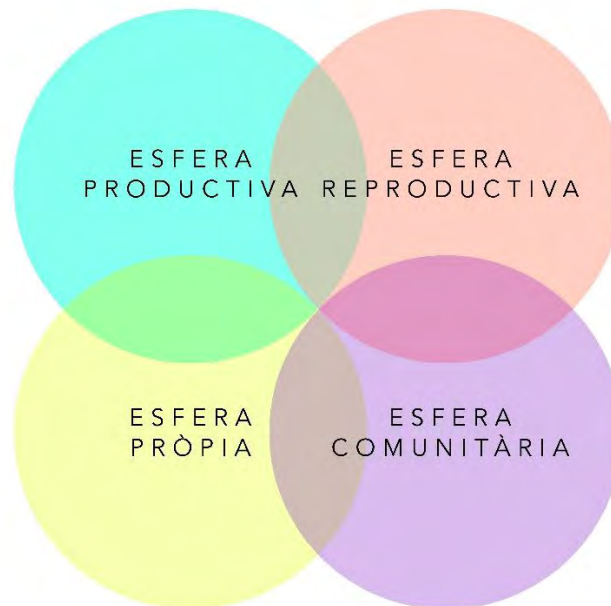 ESFERA
PRODUCTIVA
ESFERA
REPRODUCTIVA
ESFERA
PRÒPIA
ESFERA
COMUNITÀRIA